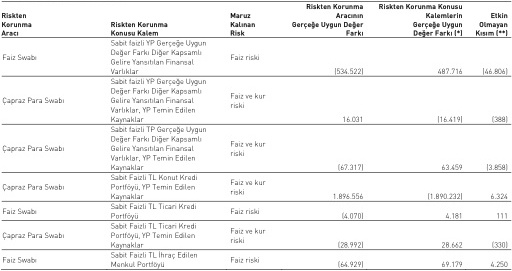 Riskten Korunma Riskten Korunma Konusu
Maruz Aracının Kalemlerin Etkin
Riskten Korunma Aracı Riskten Korunma Konusu Kalem Kalınan Risk Gerçeğe Uygun Değer Farkı Gerçeğe Uygun Değer Farkı (*) Olmayan Kısım (**)
Sabit faizli YP Gerçeğe Uygun
Değer Farkı Diğer Kapsamlı
Faiz Swabı Gelire Yansıtılan Finansal Faiz riski
Varlıklar (534.522) 487.716 (46.806)
Sabit faizli YP Gerçeğe Uygun
Değer Farkı Diğer Kapsamlı
Çapraz Para Swabı Gelire Yansıtılan Finansal Faiz ve kur
Varlıklar, YP Temin Edilen riski
Kaynaklar 16.031 (16.419) (388)
Sabit faizli TP Gerçeğe Uygun
Değer Farkı Diğer Kapsamlı
Çapraz Para Swabı Gelire Yansıtılan Finansal Faiz ve kur
Varlıklar, YP Temin Edilen riski
Kaynaklar (67.317) 63.459 (3.858)
Sabit Faizli TL Konut Kredi
Çapraz Para Swabı Portföyü, YP Temin Edilen Faiz ve kur riski
Kaynaklar 1.896.556 (1.890.232) 6.324
Sabit Faizli TL Ticari Kredi
Faiz Swabı Portföyü Faiz riski (4.070) 4.181 111
Sabit Faizli TL Ticari Kredi
Çapraz Para Swabı Portföyü, YP Temin Edilen Faiz ve kur riski
Kaynaklar (28.992) 28.662 (330)
Sabit Faizli TL İhraç Edilen
Faiz Swabı Menkul Portföyü Faiz riski (64.929) 69.179 4.250